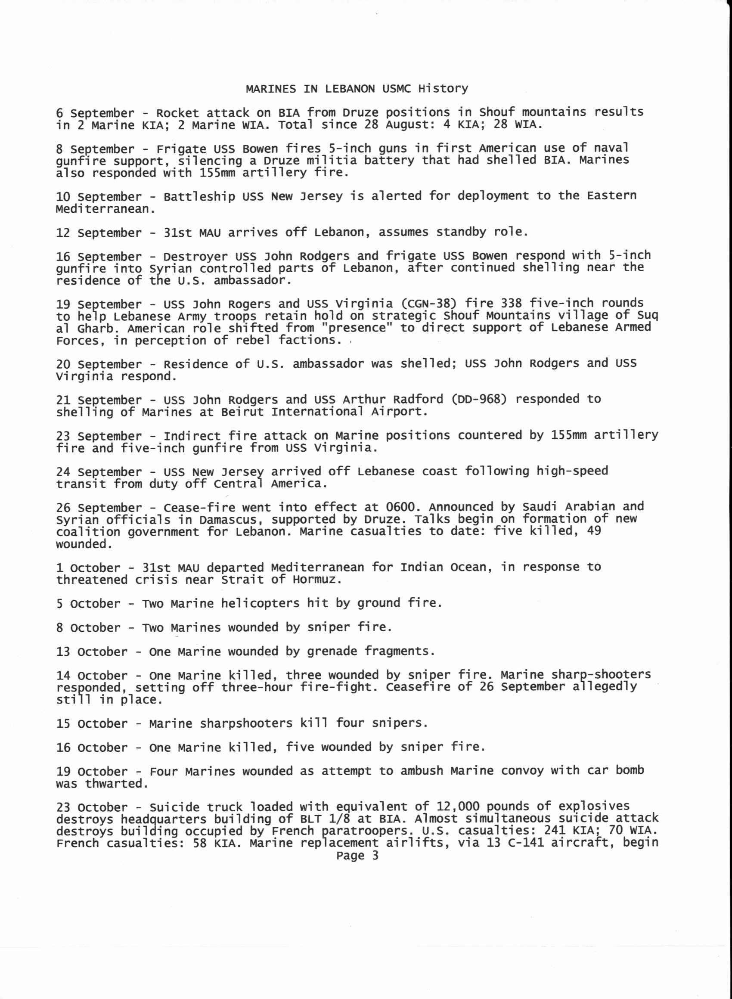 MARINES IN LEBANON USMC History
6 September - Rocket attack on BIA from Druze positions in Shouf mountains results
in 2 Marine KIA; 2 Marine WIA. Total since 28 August: 4 KIA; 28 WIA.
8 September - Frigate USS Bowen fires 5-inch guns in first American use of naval
gunfire support, silencing a Druze militia battery that had shelled BIA. Marines
also responded with 155mm artillery fire.
10 September - Battleship USS New Jersey is alerted for deployment to the Eastern
Mediterranean.
12 September - 31st MAU arrives off Lebanon, assumes standby role.
16 September - Destroyer USS John Rodgers and frigate USS Bowen respond with 5-inch
gunfire into Syrian controlled parts of Lebanon, after continued shelling near the
residence of the U.S. ambassador.
19 September - USS John Rogers and USS Virginia (CGN-38) fire 338 five-inch rounds
to help Lebanese Army troops retain hold on strategic Shouf Mountains village of Suq
al Gharb. American role shifted from "presence" to direct support of Lebanese Armed
Forces, in perception of rebel factions.
20 September - Residence of U.S. ambassador was shelled; USS John Rodgers and USS
Virginia respond.
21 September - USS John Rodgers and USS Arthur Radford (DD-968) responded to
shelling of Marines at Beirut International Airport.
23 September - Indirect fire attack on Marine positions countered by 155mm artillery
fire and five-inch gunfire from USS Virginia.
24 September - USS New Jersey arrived off Lebanese coast following high-speed
transit from duty off Central America.
26 September - Cease-fire went into effect at 0600. Announced by Saudi Arabian and
Syrian officials in Damascus, supported by Druze. Talks begin on formation of new
coalition government for Lebanon. Marine casualties to date: five killed, 49
wounded.
1 October - 31st MAU departed Mediterranean for Indian Ocean, in response to
threatened crisis near Strait of Hormuz.
5 October - Two Marine helicopters hit by ground fire.
8 October - Two Marines wounded by sniper fire.
13 October - One Marine wounded by grenade fragments.
14 October - One Marine killed, three wounded by sniper fire. Marine sharp-shooters
responded, setting off three-hour fire-fight. Ceasefire of 26 September allegedly
still in place.
15 October - Marine sharpshooters kill four snipers.
16 October - One Marine killed, five wounded by sniper fire.
19 October - Four Marines wounded as attempt to ambush Marine convoy with car bomb
was thwarted.
23 October - Suicide truck loaded with equivalent of 12,000 pounds of explosives
destroys headquarters building of BLT 1/8 at BIA. Almost simultaneous suicide attack
destroys building occupied by French paratroopers. U.S. casualties: 241 KIA; 70 WIA.
French casualties: 58 KIA. Marine replacement airlifts, via 13 C-141 aircraft, begin
Page 3